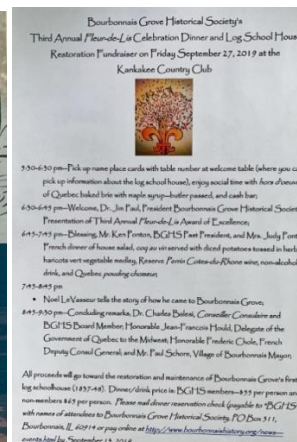 Bourbonnais Grove Historical Society's
Third Annual Fleur-de-Lis Celebration Dinner and Log School House
Restoration Fundraiser on Friday September 27, 2019 at the
Kankakee Country Club
5:30-6:30 pm—Pick up name place cards with table number at welcome table (where you can
pick up information about the log school house), enjoy social time with hors d'oeuvres
of Quebec baked brie with maple syrup—butler passed, and cash bar;
6:30-6:45 pm—Welcome, Dr. Jim Paul, President Bourbonnais Grove Historical Society
Presentation of Third Annual Fleur-de-Lis Award of Excellence;
6:45-7:45 pm—Blessing, Mr. Ken Ponton, BGHS Past President, and Mrs. Judy Ponton
French dinner of house salad, coq au vin served with diced potatoes tossed in herbs
haricots vert vegetable medley, Reserve Perrin Cotes-du-Rhone wine, non-alcoholic
drink, and Quebec pouding chomeur;
7:45-8:45 pm
• Noel LeVasseur tells the story of how he came to Bourbonnais Grove;
8:45-9:30 pm—Concluding remarks, Dr. Charles Balesi, Conseiller Consulaire and
BGHS Board Member; Honorable Jean-Francois Hould, Delegate of the
Government of Quebec to the Midwest; Honorable Frederic Chole, French
Deputy Consul General; and Mr. Paul Schore, Village of Bourbonnais Mayor;
All proceeds will go toward the restoration and maintenance of Bourbonnais Grove's first
log schoolhouse (1837-48). Dinner/drink price is BGHS members—$55 per person and
non-members $65 per person. Please mail dinner reservation check (payable to "BGHS"
with names of attendees to Bourbonnais Grove Historical Society, PO Box 311,
Bourbonnais, IL 60914 or pay online at http://www.bourbonnaishistory.org/news—
events.html by September 13, 2019